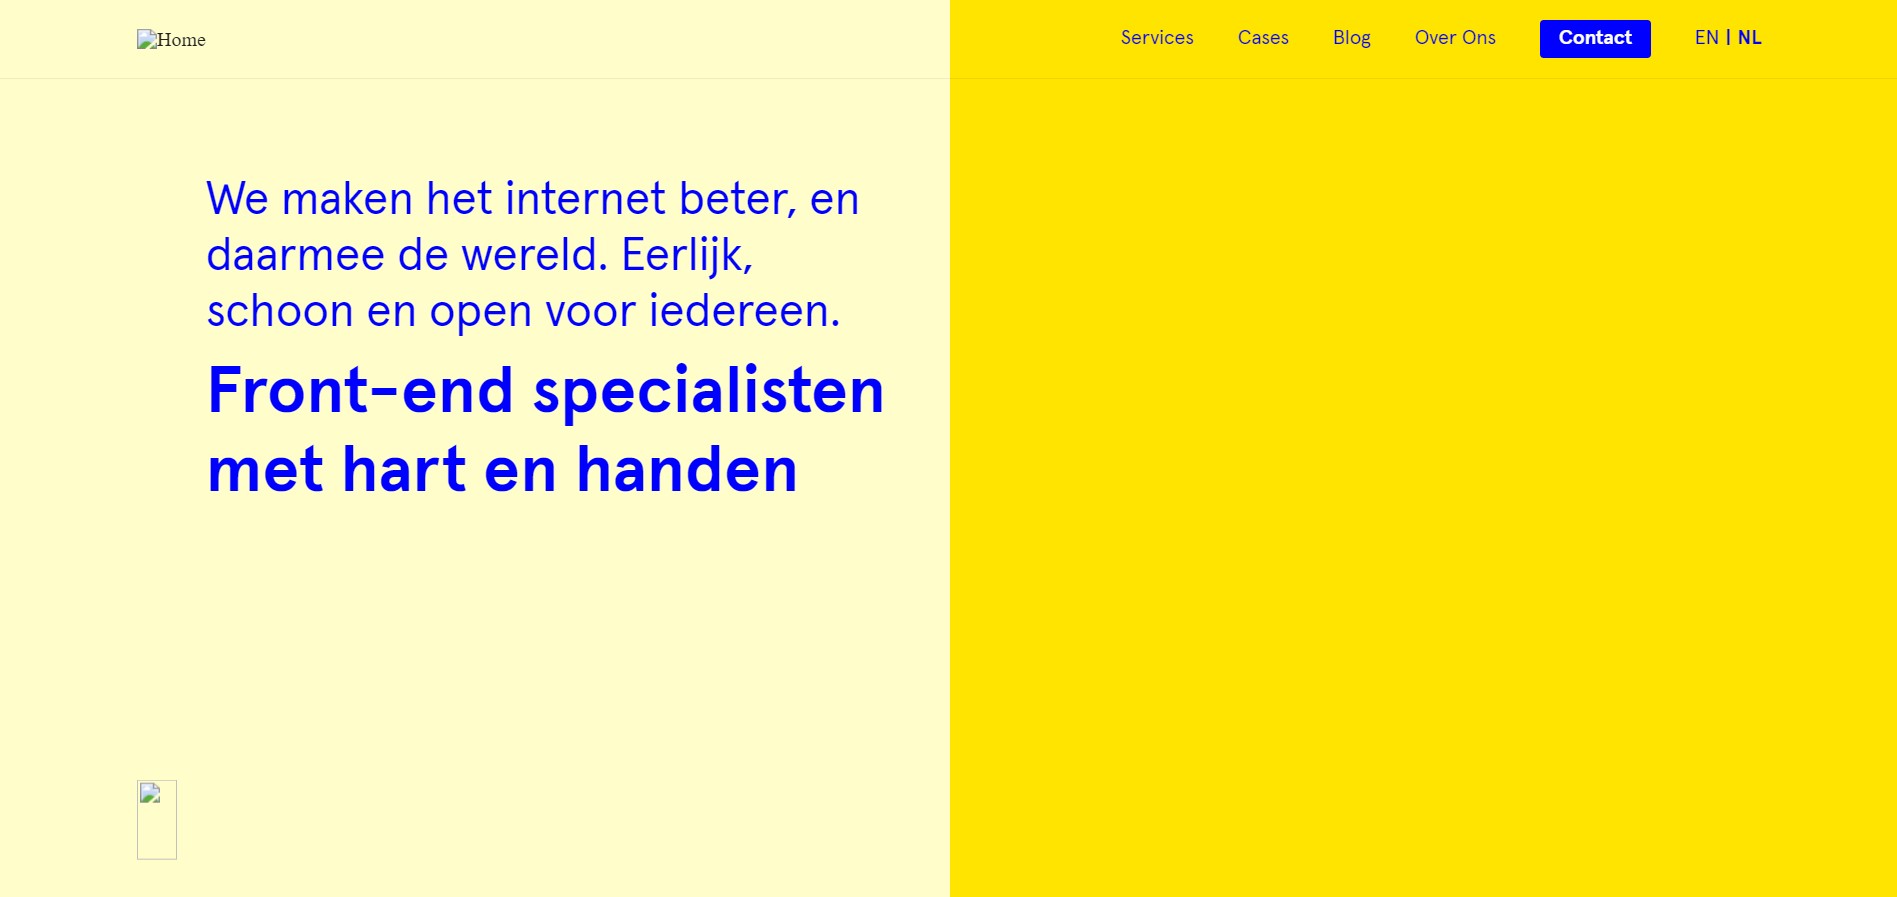 Home
Services
Cases
Blog
Over Ons
Contact
EN | NL
We maken het internet beter, en
daarmee de wereld. Eerlijk,
schoon en open voor iedereen.
Front-end specialisten
met hart en handen